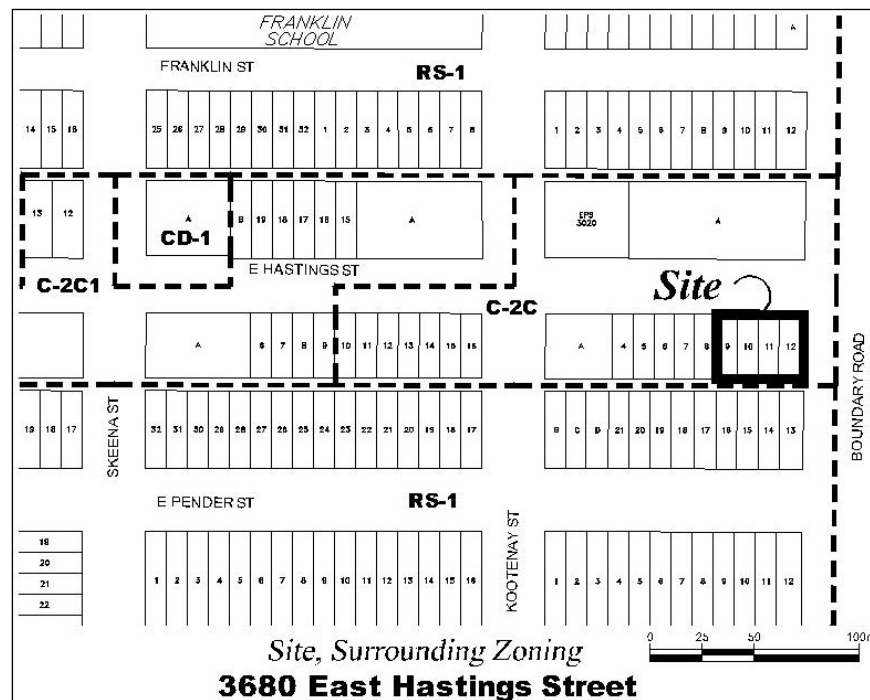 FRANKLIN
SCHOOL
A
FRANKLIN ST
RS-1
14 15 16
25 26 27 28 29 30 31 32 1 2 3 4 5 6 7 8
1 2 3 4 7 8 9 10 11 12
13 12
A
CD-1
B 19 18 17 16 15 A
EPS
3020
A
E HASTINGS ST
C-2C1
C-2C
Site
A 6 7 8 9 10 11 12 13 14 15 16
A 4 5 6 7 8 9 10 11 12
SKEENA ST
BOUNDARY ROAD
19 18 17
32 31 30 29 28 27 26 25 24 23 22 21 20 19 18 17
B C D 21 20 19 18 17 16 15 14 13
E PENDER ST
RS-1
KOOTENAY ST
19
20
21
22
1 2 3 4 5 6 7 8 9 10 11 12 13 14 15 16
1 2 3 4 5 6 7 8 9 10 11 12
0 25 50 100m
Site, Surrounding Zoning
3680 East Hastings Street